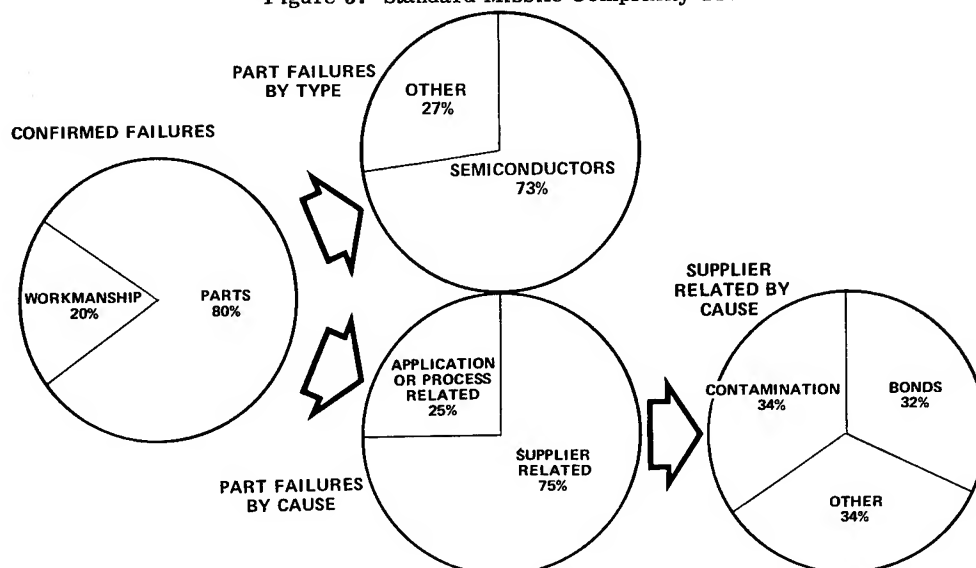 Figure 3. Standard Missile Complexity
PART FAILURES
BY TYPE
OTHER
27%
SEMICONDUCTORS
73%
CONFIRMED FAILURES
WORKMANSHIP
20%
PARTS
80%
APPLICATION
OR PROCESS
RELATED
25%
SUPPLIER
RELATED
75%
PART FAILURES
BY CAUSE
SUPPLIER
RELATED BY
CAUSE
CONTAMINATION
34%
BONDS
32%
OTHER
34%